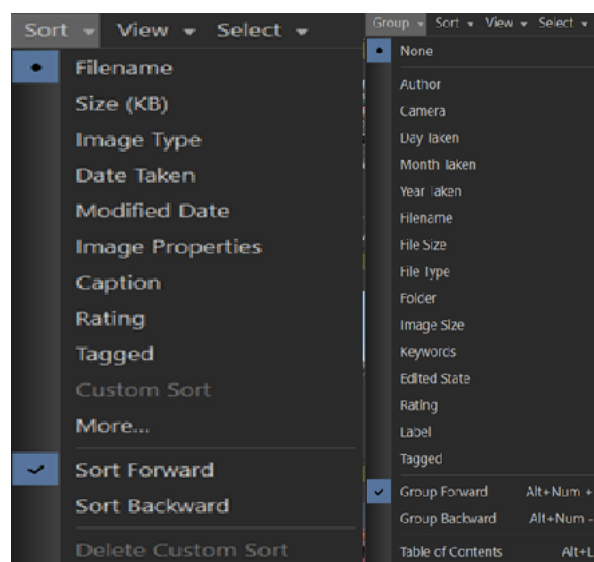 Sort View Select
Filename
Size (KB)
Image Type
Date Taken
Modified Date
Image Properties
Caption
Rating
Tagged
Custom Sort
More...
Sort Forward
Sort Backward
Delete Custom Sort
Group Sort View Select
None
Author
Camera
Day Taken
Month Taken
Year Taken
Filename
File Size
File Type
Folder
Image Size
Keywords
Edited State
Rating
Label
Tagged
Group Forward Alt+Num +
Group Backward Alt+Num -
Table of Contents Alt+L